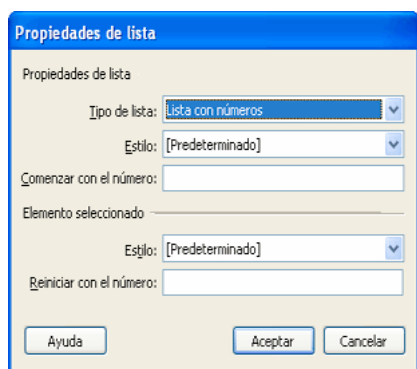 Propiedades de lista
Propiedades de lista
Tipo de lista: Lista con números
Estilo: [Predeterminado]
Comenzar con el número:
Elemento seleccionado
Estilo: [Predeterminado]
Reiniciar con el número:
Ayuda Aceptar Cancelar